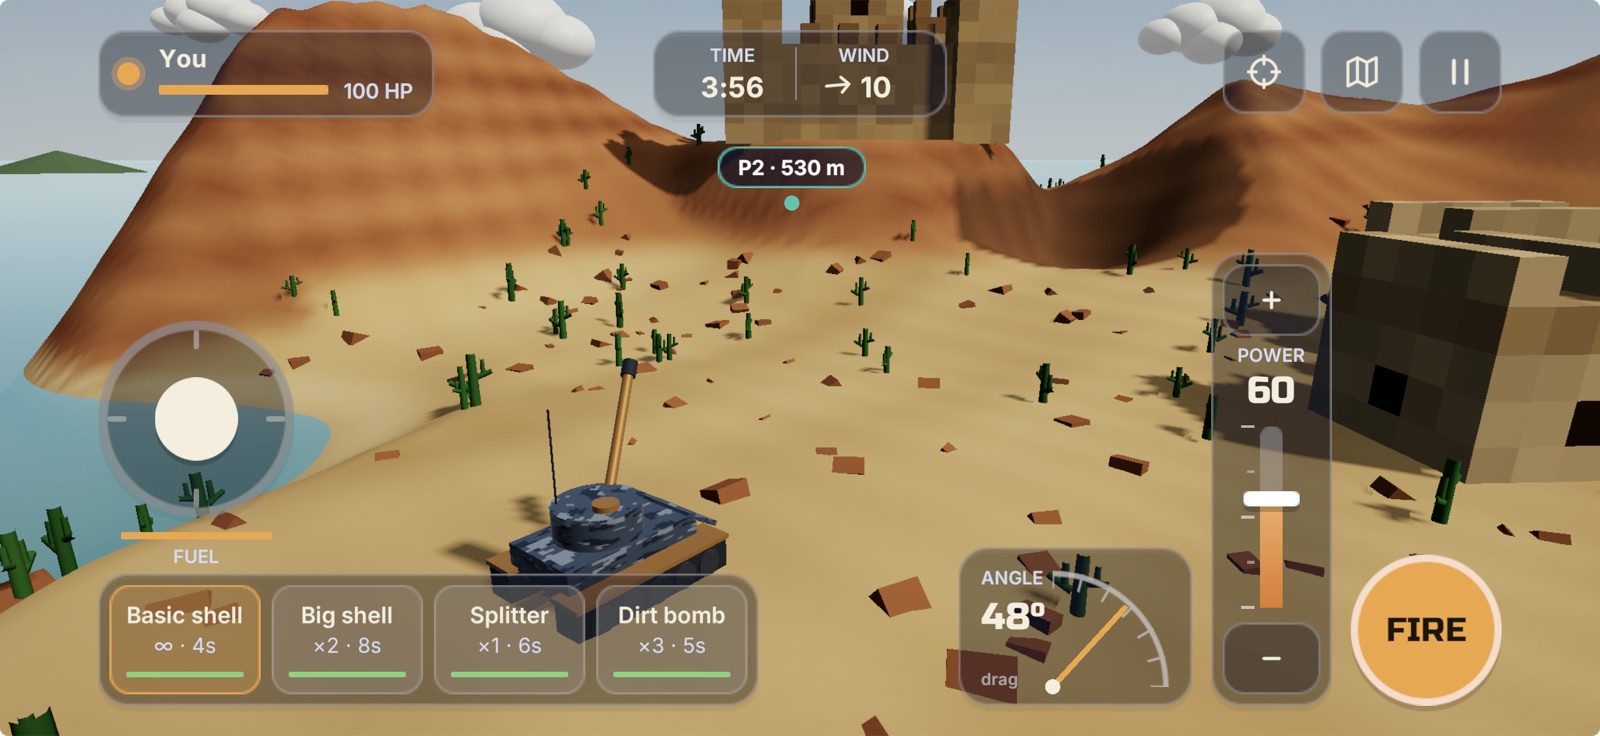 You
100 HP
TIME
3:56
WIND
→ 10
P2 · 530 m
+
POWER
60
−
FUEL
Basic shell
∞ · 4s
Big shell
×2 · 8s
Splitter
×1 · 6s
Dirt bomb
×3 · 5s
ANGLE
48°
drag
FIRE